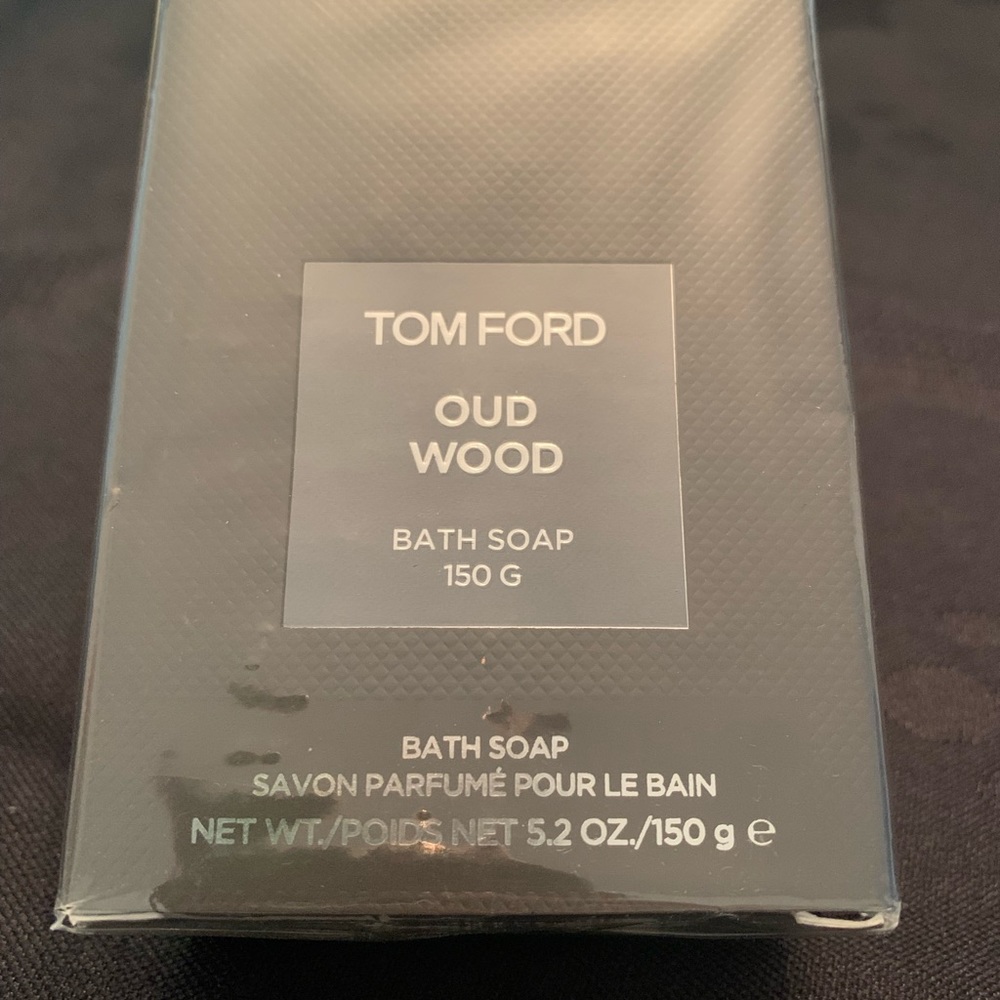 TOM FORD
OUD
WOOD
BATH SOAP
150 G
BATH SOAP
SAVON PARFUMÉ POUR LE BAIN
NET WT./POIDS NET 5.2 OZ./150 g ℮